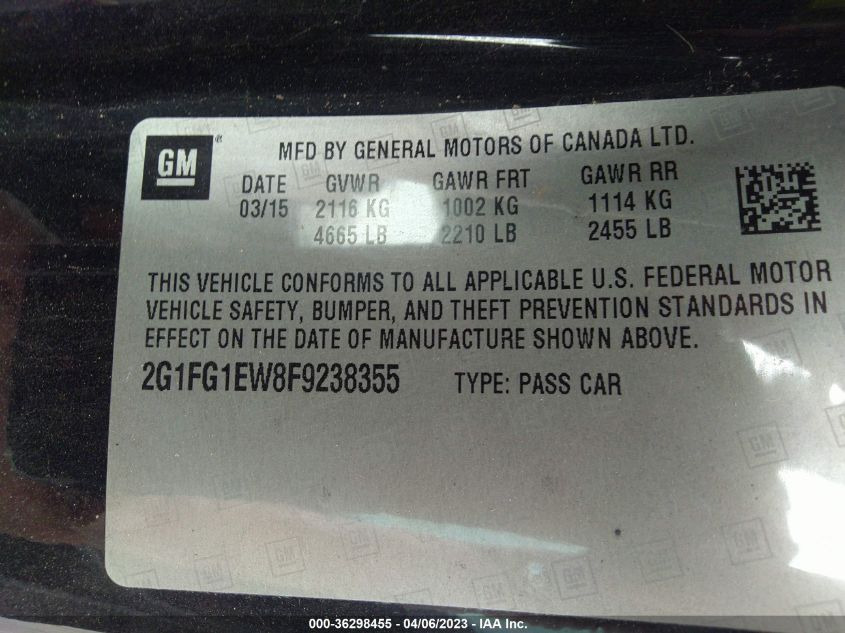 GM®
MFD BY GENERAL MOTORS OF CANADA LTD.
DATE GVWR GAWR FRT GAWR RR
03/15 2116 KG 1002 KG 1114 KG
4665 LB 2210 LB 2455 LB
THIS VEHICLE CONFORMS TO ALL APPLICABLE U.S. FEDERAL MOTOR
VEHICLE SAFETY, BUMPER, AND THEFT PREVENTION STANDARDS IN
EFFECT ON THE DATE OF MANUFACTURE SHOWN ABOVE.
2G1FG1EW8F9238355 TYPE: PASS CAR
000-36298455 - 04/06/2023 - IAA Inc.